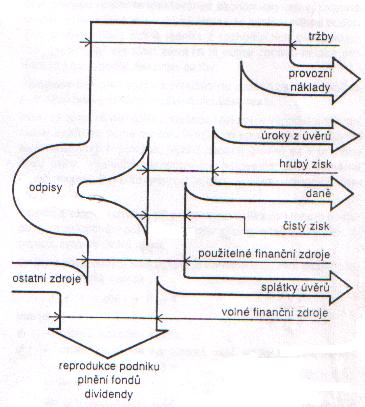 tržby
provozní
náklady
úroky z úvěrů
hrubý zisk
odpisy
daně
čistý zisk
použitelné finanční zdroje
ostatní zdroje
splátky úvěrů
volné finanční zdroje
reprodukce podniku
plnění fondů
dividendy